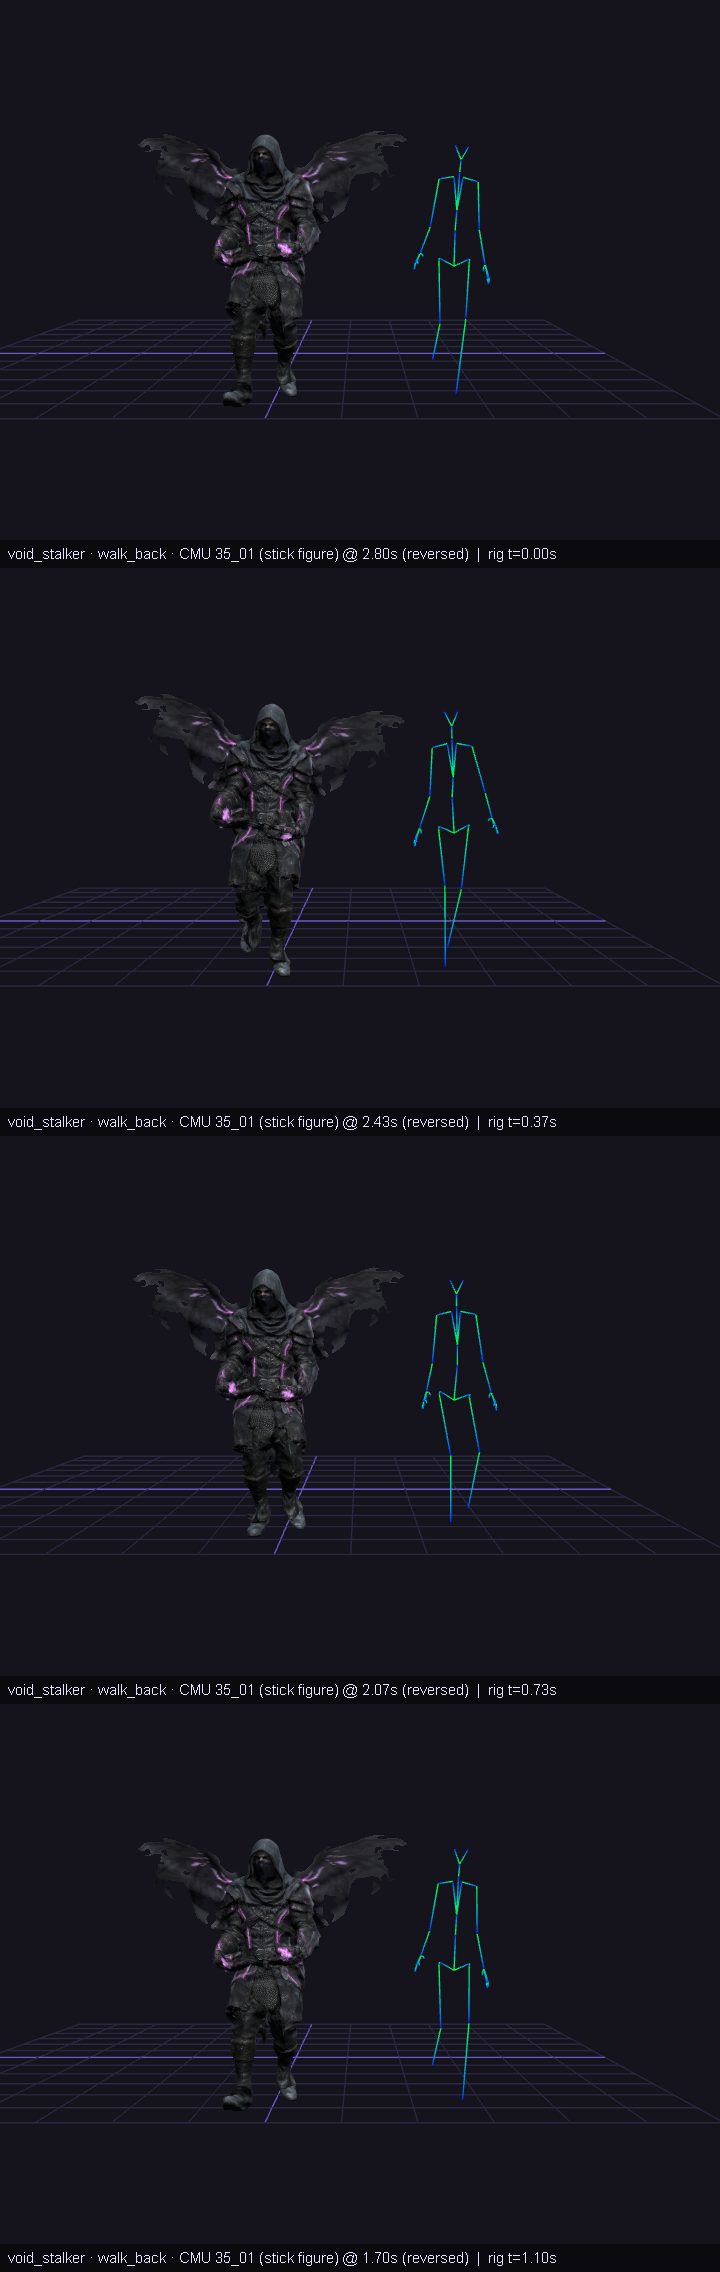 void_stalker · walk_back · CMU 35_01 (stick figure) @ 2.80s (reversed) | rig t=0.00s
void_stalker · walk_back · CMU 35_01 (stick figure) @ 2.43s (reversed) | rig t=0.37s
void_stalker · walk_back · CMU 35_01 (stick figure) @ 2.07s (reversed) | rig t=0.73s
void_stalker · walk_back · CMU 35_01 (stick figure) @ 1.70s (reversed) | rig t=1.10s